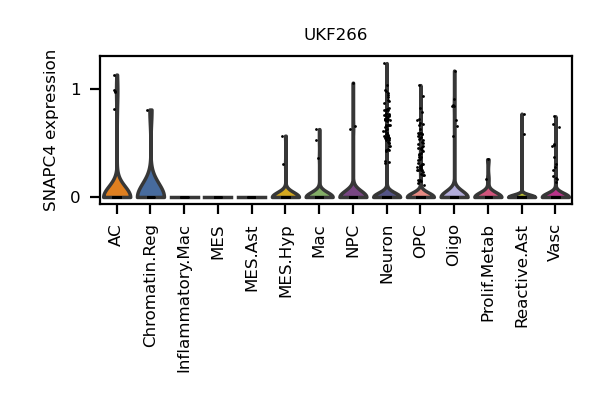 UKF266
SNAPC4 expression
1
0
AC
Chromatin.Reg
Inflammatory.Mac
MES
MES.Ast
MES.Hyp
Mac
NPC
Neuron
OPC
Oligo
Prolif.Metab
Reactive.Ast
Vasc